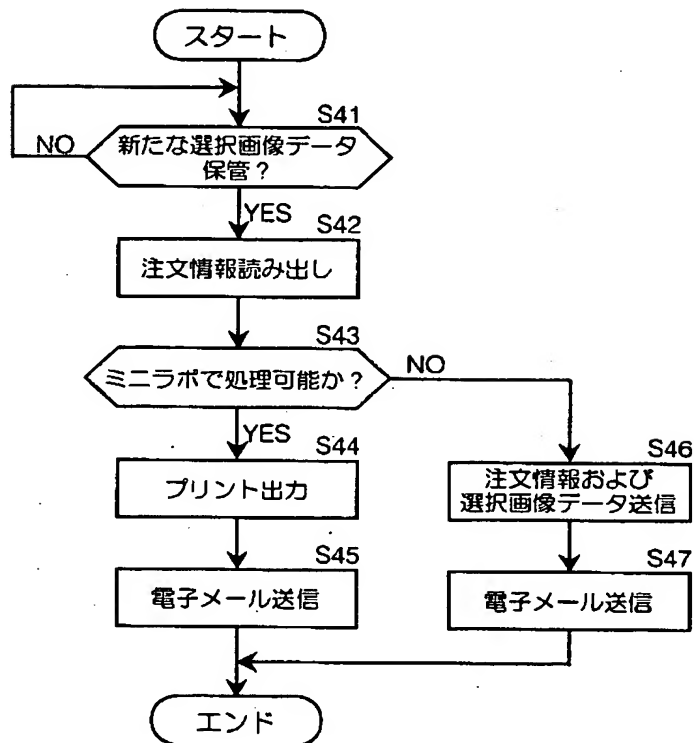 スタート
S41
新たな選択画像データ
保管？
NO
YES
S42
注文情報読み出し
S43
ミニラボで処理可能か？
NO
YES
S44
プリント出力
S46
注文情報および
選択画像データ送信
S45
電子メール送信
S47
電子メール送信
エンド